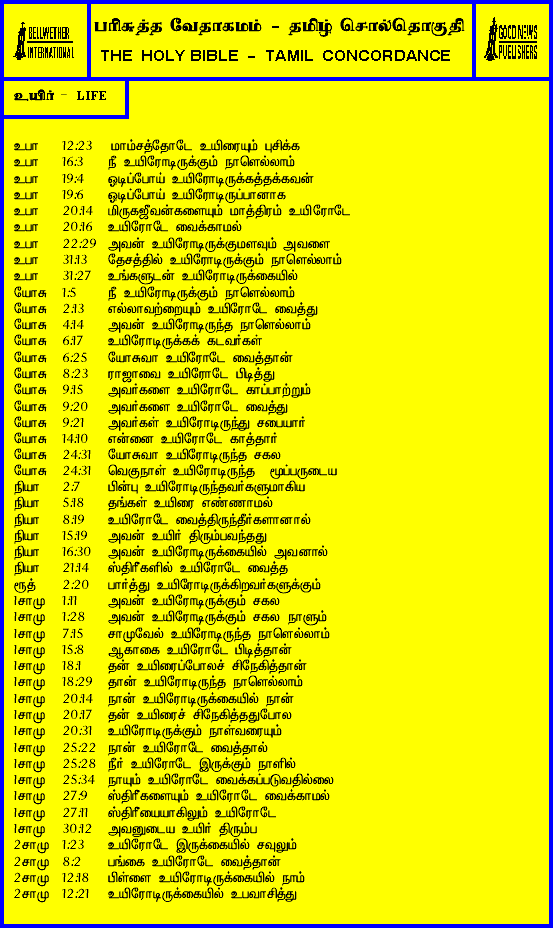 BELLWETHER
INTERNATIONAL
பரிசுத்த வேதாகமம் - தமிழ் சொல்தொகுதி
THE HOLY BIBLE - TAMIL CONCORDANCE
GOOD NEWS
PUBLISHERS
உயிர் - LIFE
உபா 12:23 மாம்சத்தோடே உயிரையும் புசிக்க
உபா 16:3 நீ உயிரோடிருக்கும் நாளெல்லாம்
உபா 19:4 ஓடிப்போய் உயிரோடிருக்கத்தக்கவன்
உபா 19:6 ஓடிப்போய் உயிரோடிருப்பானாக
உபா 20:14 மிருகஜீவன்களையும் மாத்திரம் உயிரோடே
உபா 20:16 உயிரோடே வைக்காமல்
உபா 22:29 அவன் உயிரோடிருக்குமளவும் அவளை
உபா 31:13 தேசத்தில் உயிரோடிருக்கும் நாளெல்லாம்
உபா 31:27 உங்களுடன் உயிரோடிருக்கையில்
யோசு 1:5 நீ உயிரோடிருக்கும் நாளெல்லாம்
யோசு 2:13 எல்லாவற்றையும் உயிரோடே வைத்து
யோசு 4:14 அவன் உயிரோடிருந்த நாளெல்லாம்
யோசு 6:17 உயிரோடிருக்கக் கடவர்கள்
யோசு 6:25 யோசுவா உயிரோடே வைத்தான்
யோசு 8:23 ராஜாவை உயிரோடே பிடித்து
யோசு 9:15 அவர்களை உயிரோடே காப்பாற்றும்
யோசு 9:20 அவர்களை உயிரோடே வைத்து
யோசு 9:21 அவர்கள் உயிரோடிருந்து சபையார்
யோசு 14:10 என்னை உயிரோடே காத்தார்
யோசு 24:31 யோசுவா உயிரோடிருந்த சகல
யோசு 24:31 வெகுநாள் உயிரோடிருந்த மூப்பருடைய
நியா 2:7 பின்பு உயிரோடிருந்தவர்களுமாகிய
நியா 5:18 தங்கள் உயிரை எண்ணாமல்
நியா 8:19 உயிரோடே வைத்திருந்தீர்களானால்
நியா 15:19 அவன் உயிர் திரும்பவந்தது
நியா 16:30 அவன் உயிரோடிருக்கையில் அவனால்
நியா 21:14 ஸ்திரீகளில் உயிரோடே வைத்த
ரூத் 2:20 பார்த்து உயிரோடிருக்கிறவர்களுக்கும்
1சாமு 1:11 அவன் உயிரோடிருக்கும் சகல
1சாமு 1:28 அவன் உயிரோடிருக்கும் சகல நாளும்
1சாமு 7:15 சாமுவேல் உயிரோடிருந்த நாளெல்லாம்
1சாமு 15:8 ஆகாகை உயிரோடே பிடித்தான்
1சாமு 18:1 தன் உயிரைப்போலச் சிநேகித்தான்
1சாமு 18:29 தான் உயிரோடிருந்த நாளெல்லாம்
1சாமு 20:14 நான் உயிரோடிருக்கையில் நான்
1சாமு 20:17 தன் உயிரைச் சிநேகித்ததுபோல
1சாமு 20:31 உயிரோடிருக்கும் நாள்வரையும்
1சாமு 25:22 நான் உயிரோடே வைத்தால்
1சாமு 25:28 நீர் உயிரோடே இருக்கும் நாளில்
1சாமு 25:34 நாயும் உயிரோடே வைக்கப்படுவதில்லை
1சாமு 27:9 ஸ்திரீகளையும் உயிரோடே வைக்காமல்
1சாமு 27:11 ஸ்திரீயையாகிலும் உயிரோடே
1சாமு 30:12 அவனுடைய உயிர் திரும்ப
2சாமு 1:23 உயிரோடே இருக்கையில் சவுலும்
2சாமு 8:2 பங்கை உயிரோடே வைத்தான்
2சாமு 12:18 பிள்ளை உயிரோடிருக்கையில் நாம்
2சாமு 12:21 உயிரோடிருக்கையில் உபவாசித்து